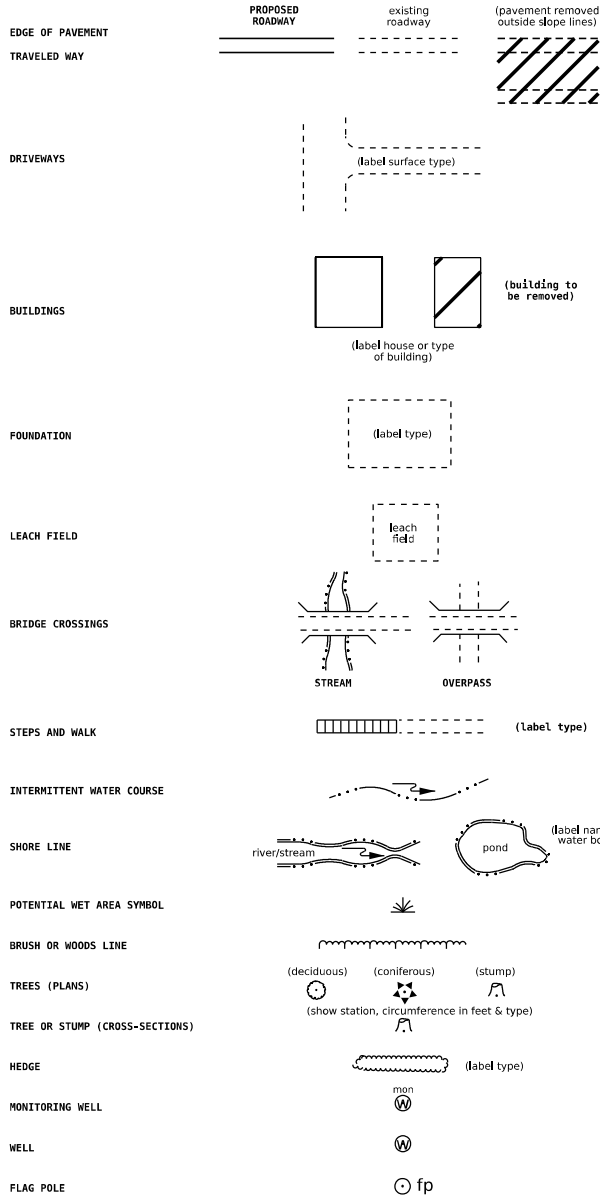 PROPOSED
ROADWAY
existing
roadway
(pavement removed
outside slope lines)
EDGE OF PAVEMENT
TRAVELED WAY
DRIVEWAYS
(label surface type)
BUILDINGS
(building to
be removed)
(label house or type
of building)
FOUNDATION
(label type)
LEACH FIELD
leach
field
BRIDGE CROSSINGS
STREAM
OVERPASS
STEPS AND WALK
(label type)
INTERMITTENT WATER COURSE
SHORE LINE
river/stream
pond
(label nam
water bo
POTENTIAL WET AREA SYMBOL
BRUSH OR WOODS LINE
TREES (PLANS)
(deciduous)
(coniferous)
(stump)
(show station, circumference in feet & type)
TREE OR STUMP (CROSS-SECTIONS)
HEDGE
(label type)
MONITORING WELL
mon
W
WELL
W
FLAG POLE
fp